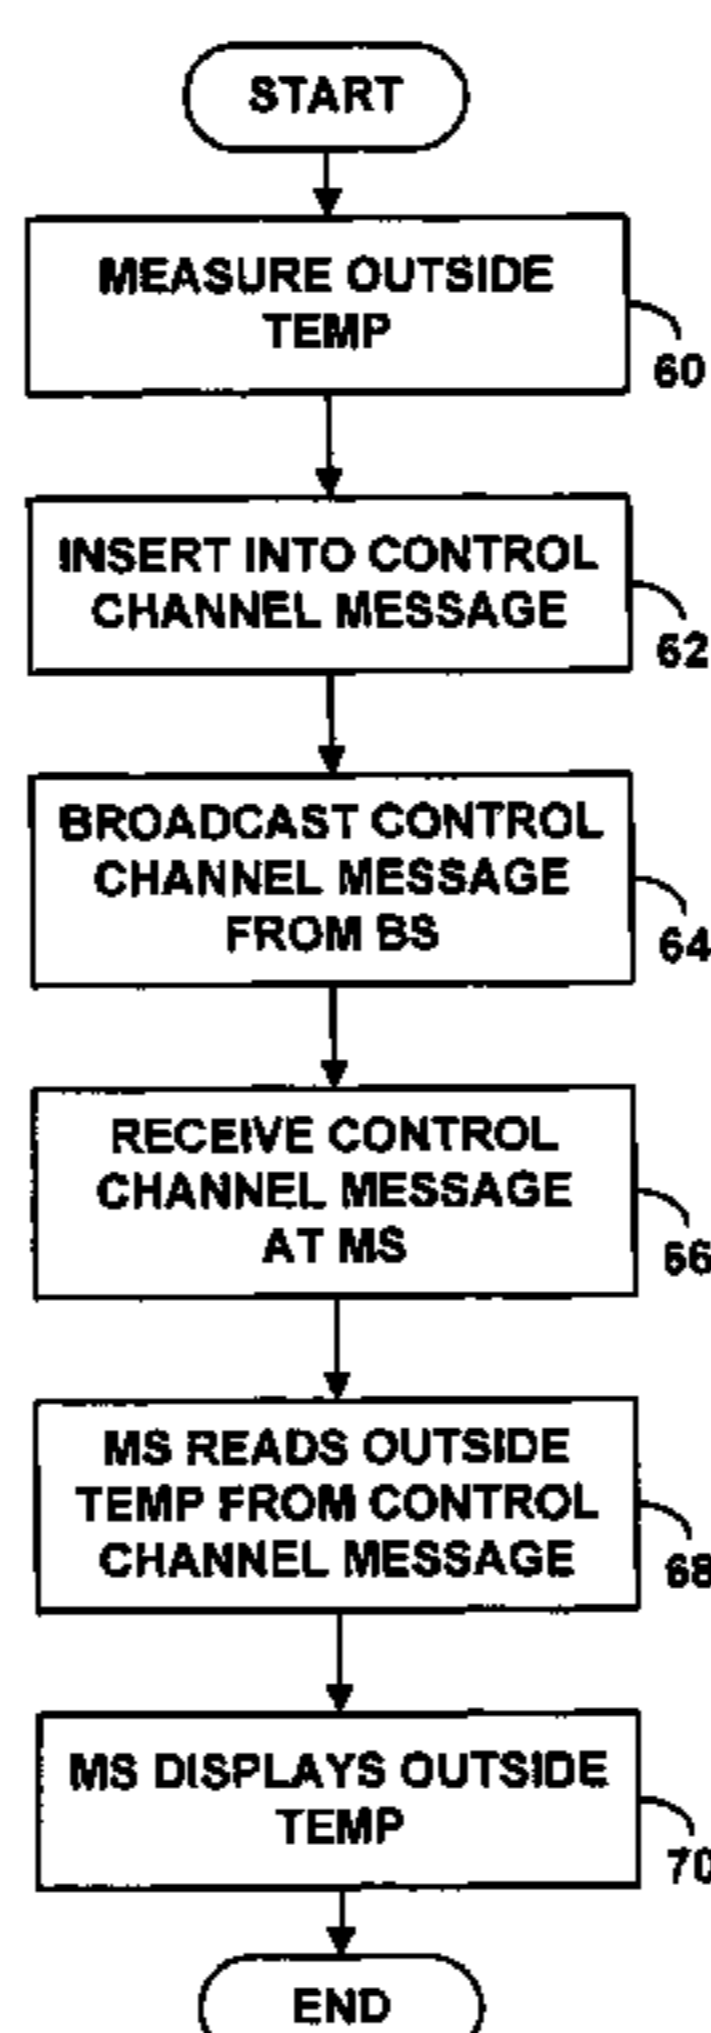 START
MEASURE OUTSIDE
TEMP
60
INSERT INTO CONTROL
CHANNEL MESSAGE
62
BROADCAST CONTROL
CHANNEL MESSAGE
FROM BS
64
RECEIVE CONTROL
CHANNEL MESSAGE
AT MS
66
MS READS OUTSIDE
TEMP FROM CONTROL
CHANNEL MESSAGE
68
MS DISPLAYS OUTSIDE
TEMP
70
END